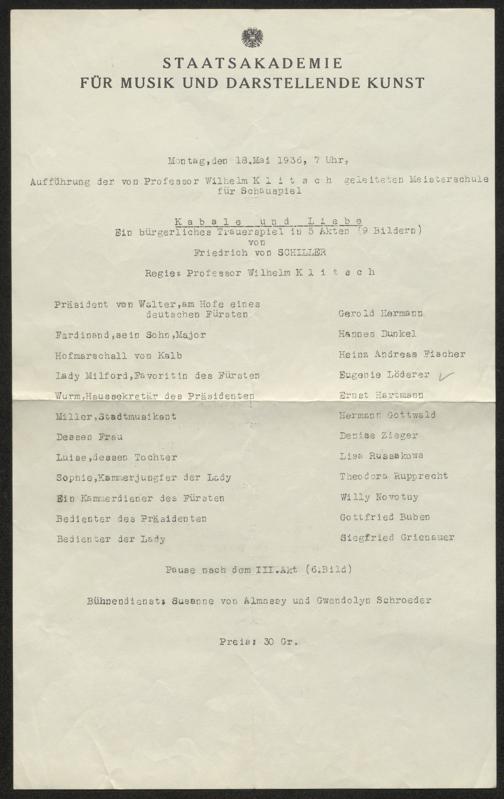 STAATSAKADEMIE
FÜR MUSIK UND DARSTELLENDE KUNST
Montag,den 18.Mai 1936, 7 Uhr,
Aufführung der von Professor Wilhelm K l i t s c h geleiteten Meisterschule
für Schauspiel
K a b a l e   u n d   L i e b e
Ein bürgerliches Trauerspiel in 5 Akten (9 Bildern)
von
Friedrich von SCHILLER
Regie: Professor Wilhelm K l i t s c h
Präsident von Walter,am Hofe eines
deutschen Fürsten Gerold Hermann
Ferdinand,sein Sohn,Major Hannes Dunkel
Hofmarschall von Kalb Heinz Andreas Fischer
Lady Milford,Favoritin des Fürsten Eugenie Löderer
Wurm,Haussekretär des Präsidenten Ernst Hartmann
Miller,Stadtmusikant Hermann Gottwald
Dessen Frau Denise Zieger
Luise,dessen Tochter Lisa Russakowa
Sophie,Kammerjungfer der Lady Theodora Rupprecht
Ein Kammerdiener des Fürsten Willy Novotny
Bedienter des Präsidenten Gottfried Buben
Bedienter der Lady Siegfried Grienauer
Pause nach dem III.Akt (6.Bild)
Bühnendienst: Susanne von Almassy und Gwendolyn Schroeder
Preis: 30 Gr.